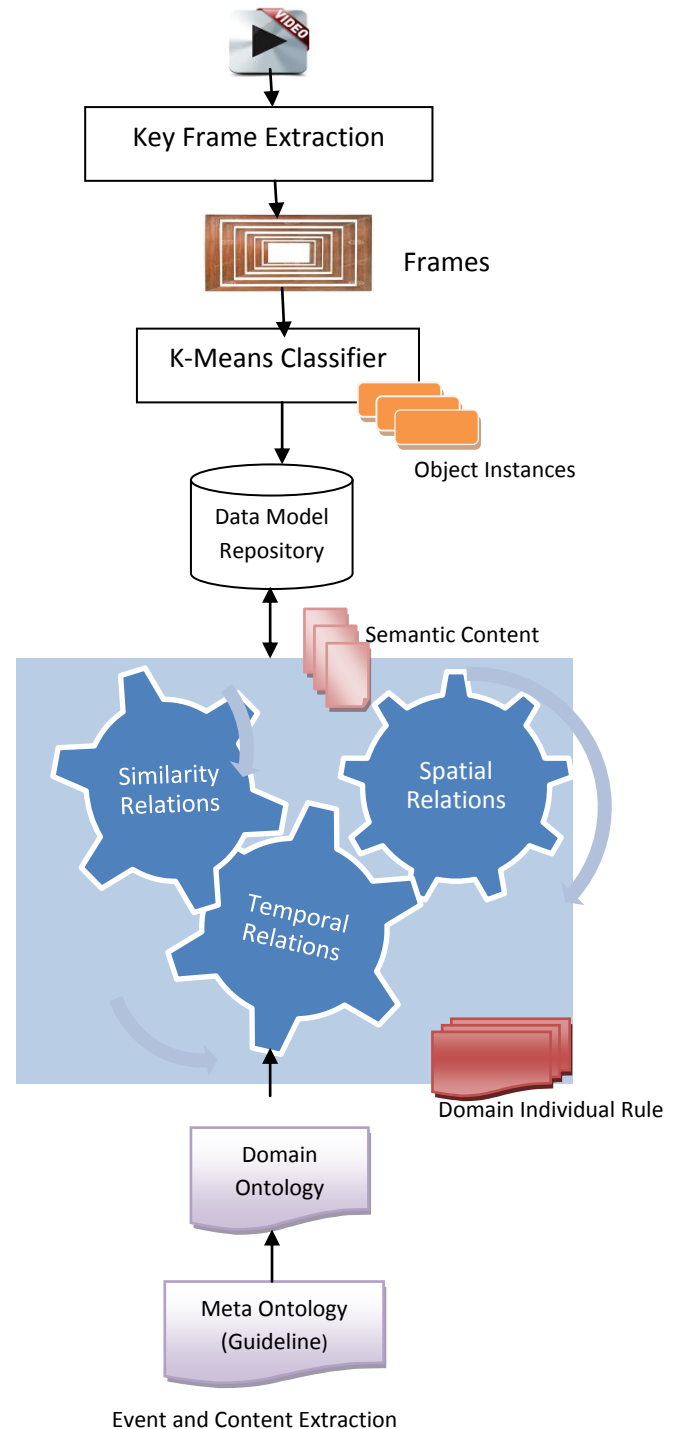 VIDEO
Key Frame Extraction
Frames
K-Means Classifier
Object Instances
Data Model
Repository
Semantic Content
Similarity
Relations
Spatial
Relations
Temporal
Relations
Domain Individual Rule
Domain
Ontology
Meta Ontology
(Guideline)
Event and Content Extraction